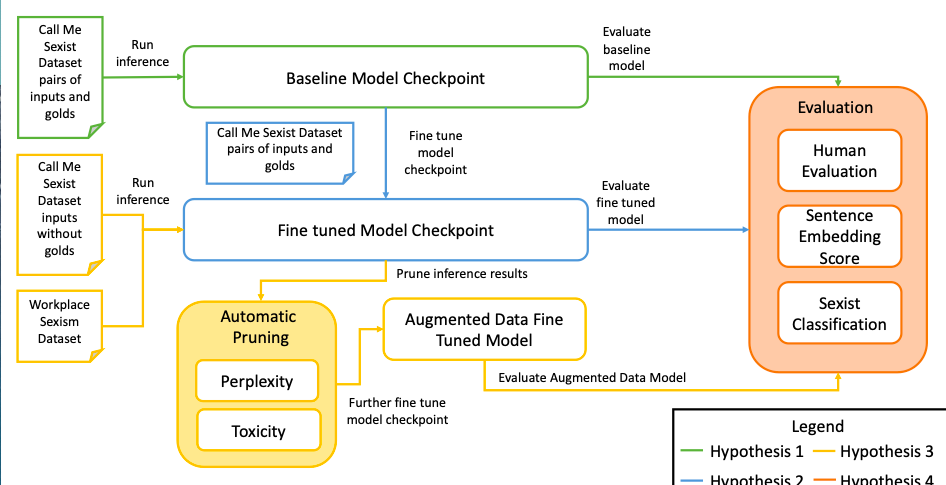 Call Me
Sexist
Dataset
pairs of
inputs and
golds
Run
inference
Baseline Model Checkpoint
Evaluate
baseline
model
Call Me Sexist Dataset
pairs of inputs and
golds
Fine tune
model
checkpoint
Call Me
Sexist
Dataset
inputs
without
golds
Run
inference
Fine tuned Model Checkpoint
Evaluate
fine tuned
model
Workplace
Sexism
Dataset
Prune inference results
Automatic
Pruning
Perplexity
Toxicity
Further fine tune
model checkpoint
Augmented Data Fine
Tuned Model
Evaluate Augmented Data Model
Evaluation
Human
Evaluation
Sentence
Embedding
Score
Sexist
Classification
Legend
Hypothesis 1
Hypothesis 3
Hypothesis 2
Hypothesis 4